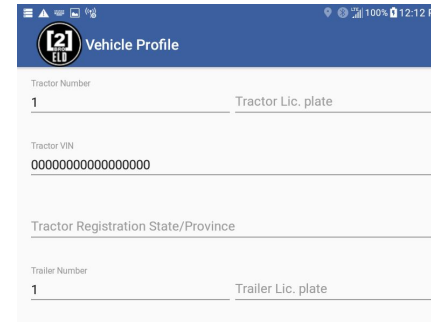 100% 12:12
[2]
ELD
Vehicle Profile
Tractor Number
1 Tractor Lic. plate
Tractor VIN
00000000000000000
Tractor Registration State/Province
Trailer Number
1 Trailer Lic. plate